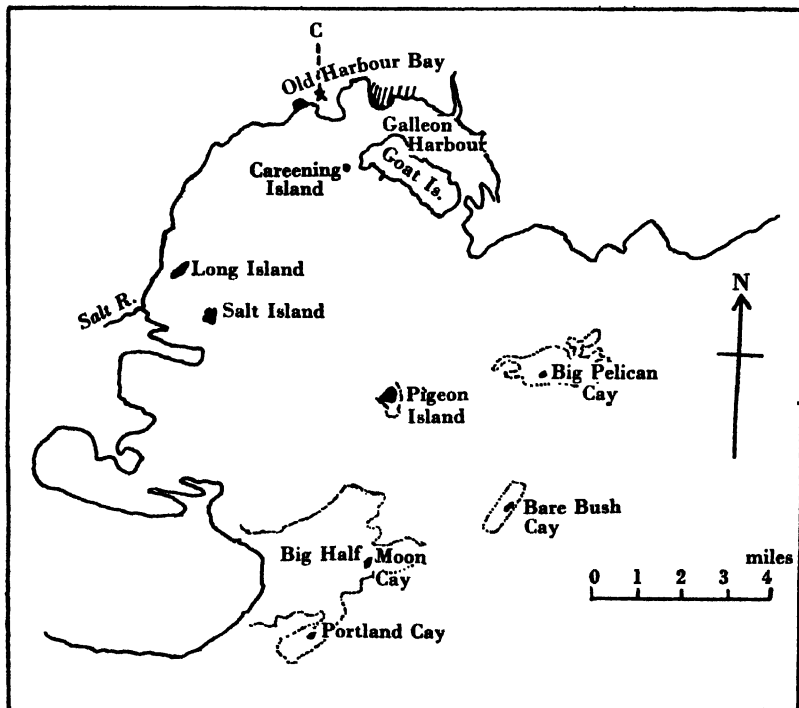 C
Old Harbour Bay
Galleon
Harbour
Goat Is.
Careening
Island
Long Island
Salt R.
Salt Island
N
Big Pelican
Cay
Pigeon
Island
Bare Bush
Cay
Big Half Moon
Cay
miles
0 1 2 3 4
Portland Cay